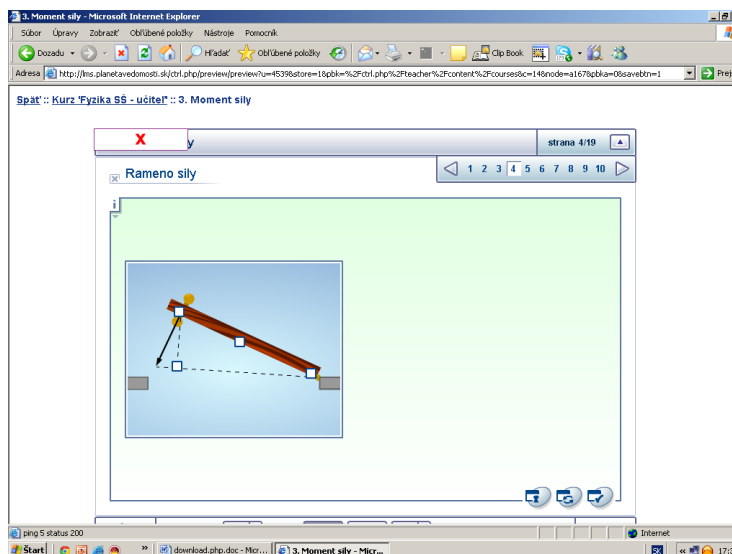 3. Moment sily - Microsoft Internet Explorer
Súbor Úpravy Zobraziť Obľúbené položky Nástroje Pomocník
Dozadu Hľadať Obľúbené položky Clip Book
Adresa http://lms.planetavedomosti.sk/ctrl.php/preview/preview?u=4539&store=1&pbk=%2Fctrl.php%2Fteacher%2Fcontent%2Fcourses&c=14&node=a167&pbka=0&savebtn=1 Prej
Späť :: Kurz 'Fyzika SŠ - učiteľ' :: 3. Moment sily
X y strana 4/19
1 2 3 4 5 6 7 8 9 10
Rameno sily
i
ping 5 status 200 Internet
Štart » download.php.doc - Micr... 3. Moment sily - Micr... SK «